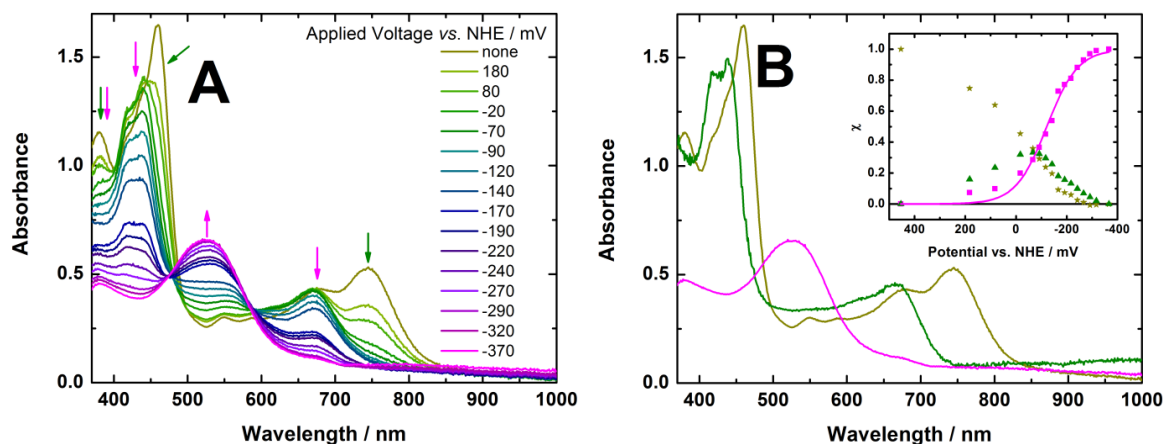 A
Applied Voltage vs. NHE / mV
none
180
80
-20
-70
-90
-120
-140
-170
-190
-220
-240
-270
-290
-320
-370
1.5
1.0
0.5
0.0
Absorbance
400 500 600 700 800 900 1000
Wavelength / nm
B
1.5
1.0
0.5
0.0
Absorbance
400 500 600 700 800 900 1000
Wavelength / nm
1.0
0.8
0.6
0.4
0.2
0.0
χ
400 200 0 -200 -400
Potential vs. NHE / mV